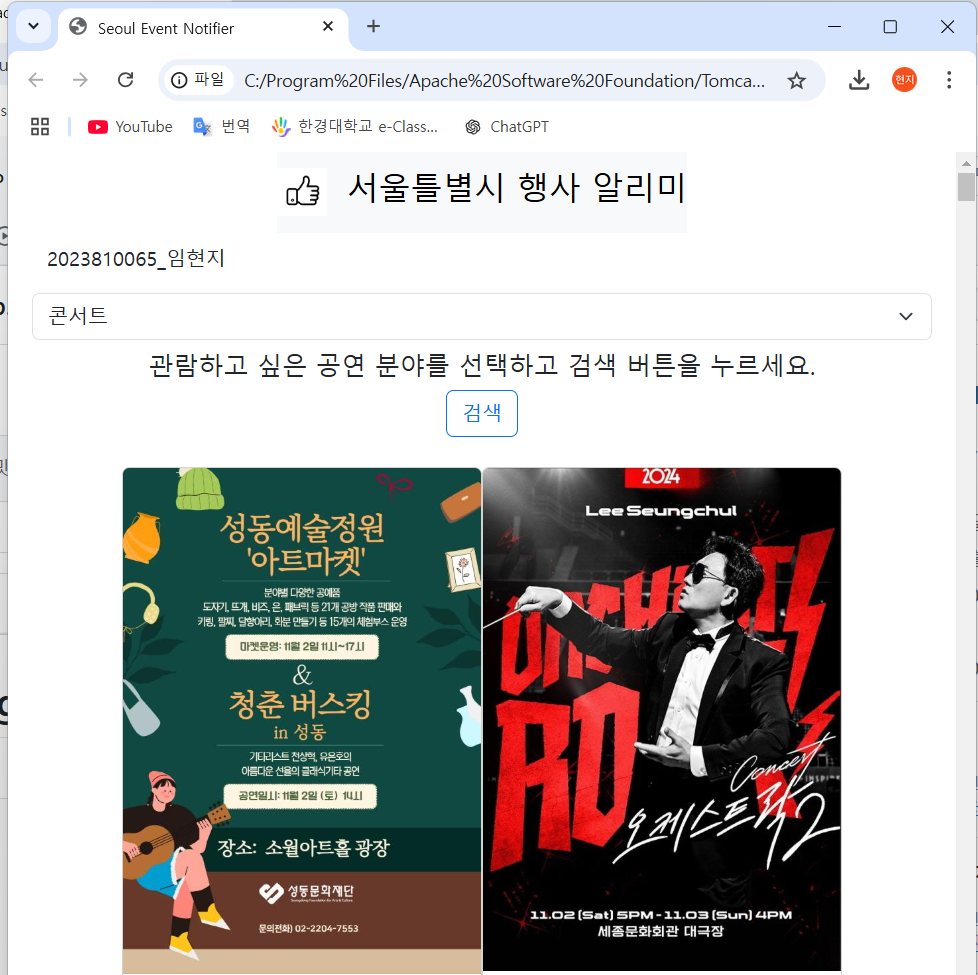 Seoul Event Notifier
파일
C:/Program%20Files/Apache%20Software%20Foundation/Tomca...
현지
YouTube
번역
한경대학교 e-Class...
ChatGPT
서울틀별시 행사 알리미
2023810065_임현지
콘서트
관람하고 싶은 공연 분야를 선택하고 검색 버튼을 누르세요.
검색
성동예술정원
'아트마켓'
분야별 다양한 공예품
도자기, 뜨개, 비즈, 은, 패브릭 등 21개 공방 작품 판매와
키링, 팔찌, 달항아리, 화분 만들기 등 15개의 체험부스 운영
마켓운영: 11월 2일 11시~17시
&
청춘 버스킹
in 성동
기타리스트 천상혁, 유은호의
아름다운 선율의 클래식기타 공연
공연일시: 11월 2일 (토) 14시
장소: 소월아트홀 광장
성동문화재단
문의전화) 02-2204-7553
2024
Lee Seungchul
RO
Concert
오케스트락2
11.02 (Sat) 5PM - 11.03 (Sun) 4PM
세종문화회관 대극장